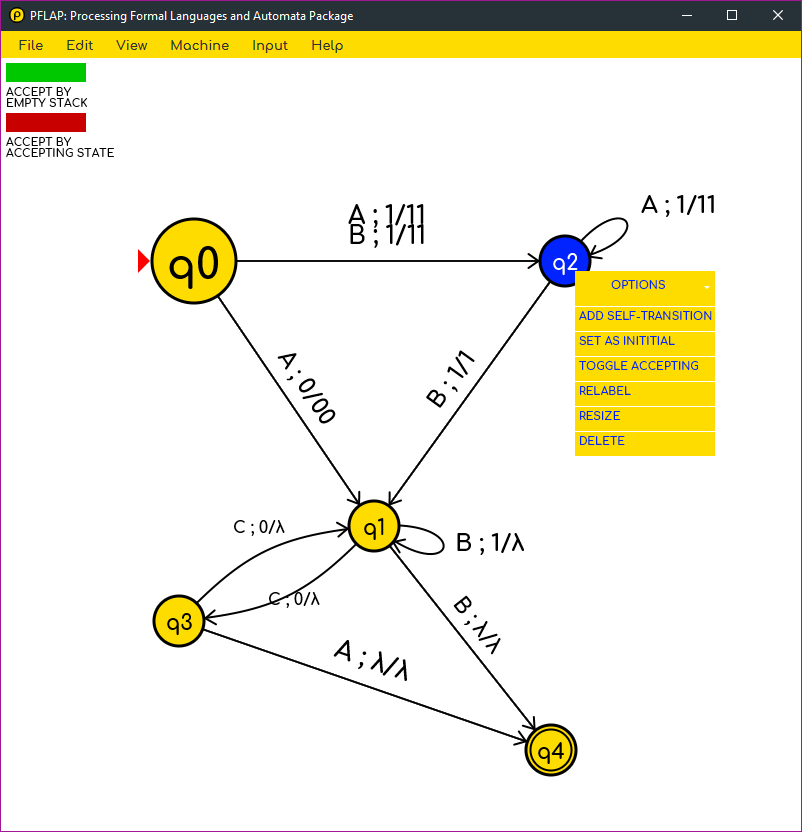 PFLAP: Processing Formal Languages and Automata Package
File Edit View Machine Input Help
ACCEPT BY
EMPTY STACK
ACCEPT BY
ACCEPTING STATE
A ; 1/11
B ; 1/11
A ; 1/11
q0
q2
OPTIONS
ADD SELF-TRANSITION
SET AS INITITIAL
TOGGLE ACCEPTING
RELABEL
RESIZE
DELETE
A ; 0/00
B ; 1/1
C ; 0/λ
q1
B ; 1/λ
C ; 0/λ
q3
B ; λ/λ
A ; λ/λ
q4